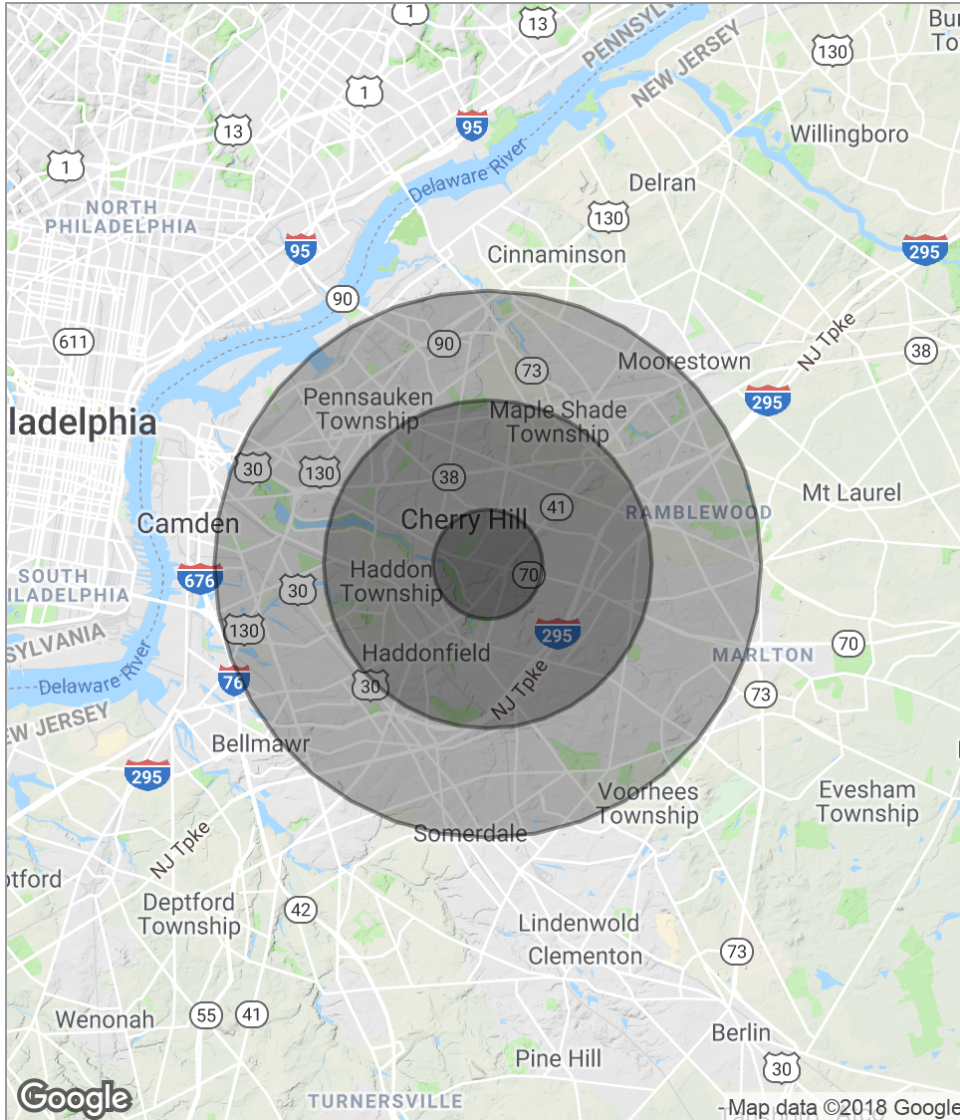 1
13
PENNSYLVANIA
NEW JERSEY
130
1
95
13
Delaware River
Willingboro
1
Delran
NORTH
PHILADELPHIA
130
95
Cinnaminson
295
90
611
90
NJ Tpke
38
73
Moorestown
Pennsauken
Township
295
Maple Shade
Township
ladelphia
30
130
38
Mt Laurel
41
RAMBLEWOOD
Camden
Cherry Hill
676
SOUTH
HILADELPHIA
Haddon
Township
70
30
130
295
70
SYLVANIA
Haddonfield
MARLTON
Delaware River
76
30
NJ Tpke
73
EW JERSEY
Bellmawr
295
Voorhees
Township
Evesham
Township
Somerdale
NJ Tpke
ptford
Deptford
Township
42
Lindenwold
Clementon
73
Wenonah
55
41
Berlin
Pine Hill
30
Google
TURNERSVILLE
Map data ©2018 Google